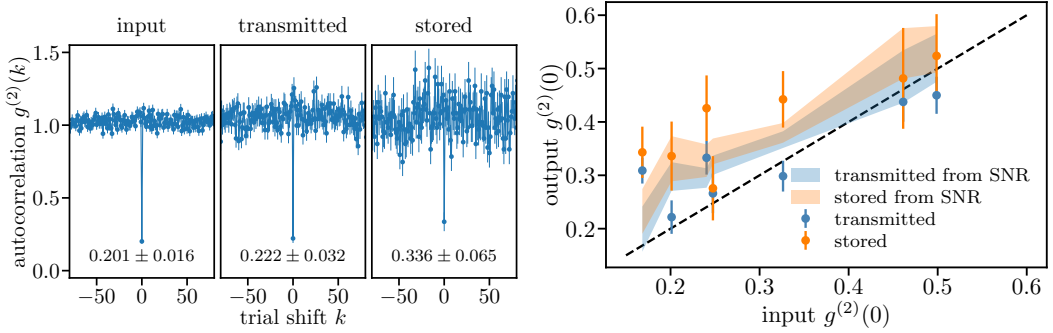 input
transmitted
stored
autocorrelation g⁽²⁾(k)
1.5
1.0
0.5
0.0
0.201 ± 0.016
0.222 ± 0.032
0.336 ± 0.065
−50 0 50
−50 0 50
−50 0 50
trial shift k
output g⁽²⁾(0)
0.6
0.5
0.4
0.3
0.2
transmitted from SNR
stored from SNR
transmitted
stored
0.2 0.3 0.4 0.5 0.6
input g⁽²⁾(0)